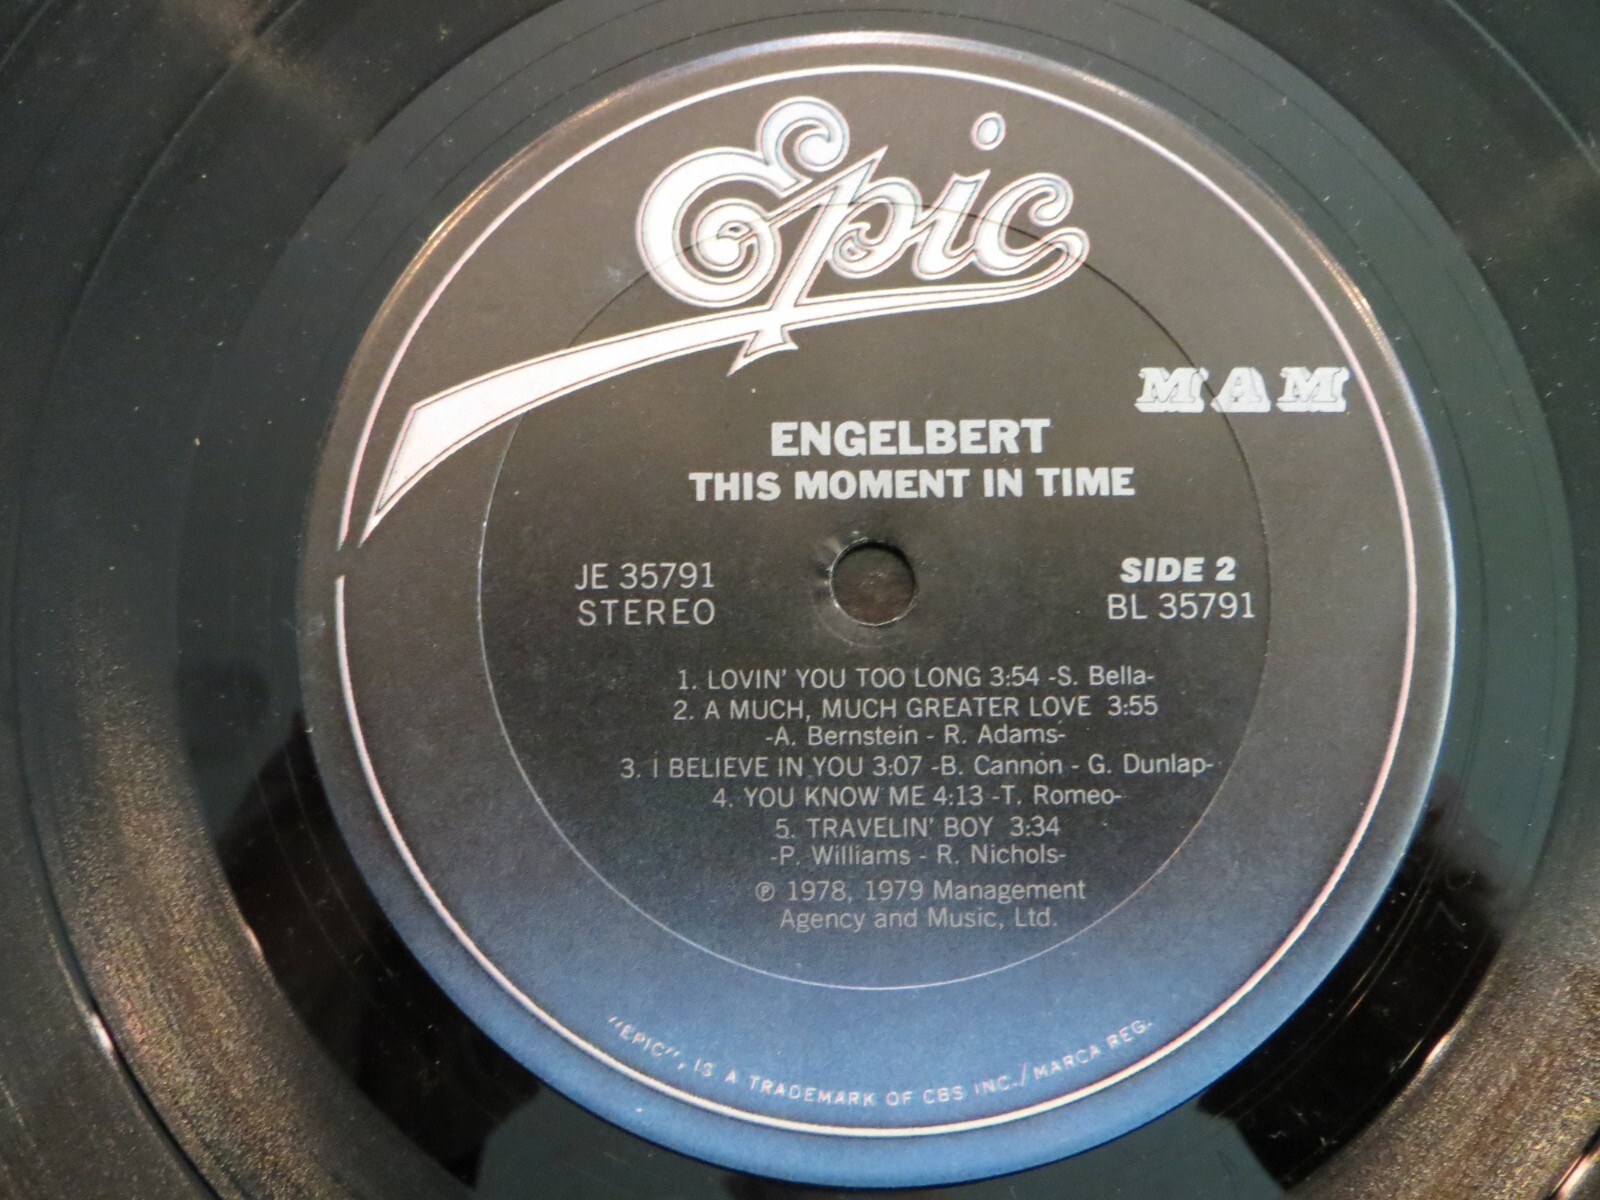 Epic
MAM
ENGELBERT
THIS MOMENT IN TIME
JE 35791
STEREO
SIDE 2
BL 35791
1. LOVIN' YOU TOO LONG 3:54 -S. Bella-
2. A MUCH, MUCH GREATER LOVE 3:55
-A. Bernstein - R. Adams-
3. I BELIEVE IN YOU 3:07 -B. Cannon - G. Dunlap-
4. YOU KNOW ME 4:13 -T. Romeo-
5. TRAVELIN' BOY 3:34
-P. Williams - R. Nichols-
℗ 1978, 1979 Management
Agency and Music, Ltd.
"EPIC", IS A TRADEMARK OF CBS INC./MARCA REG.